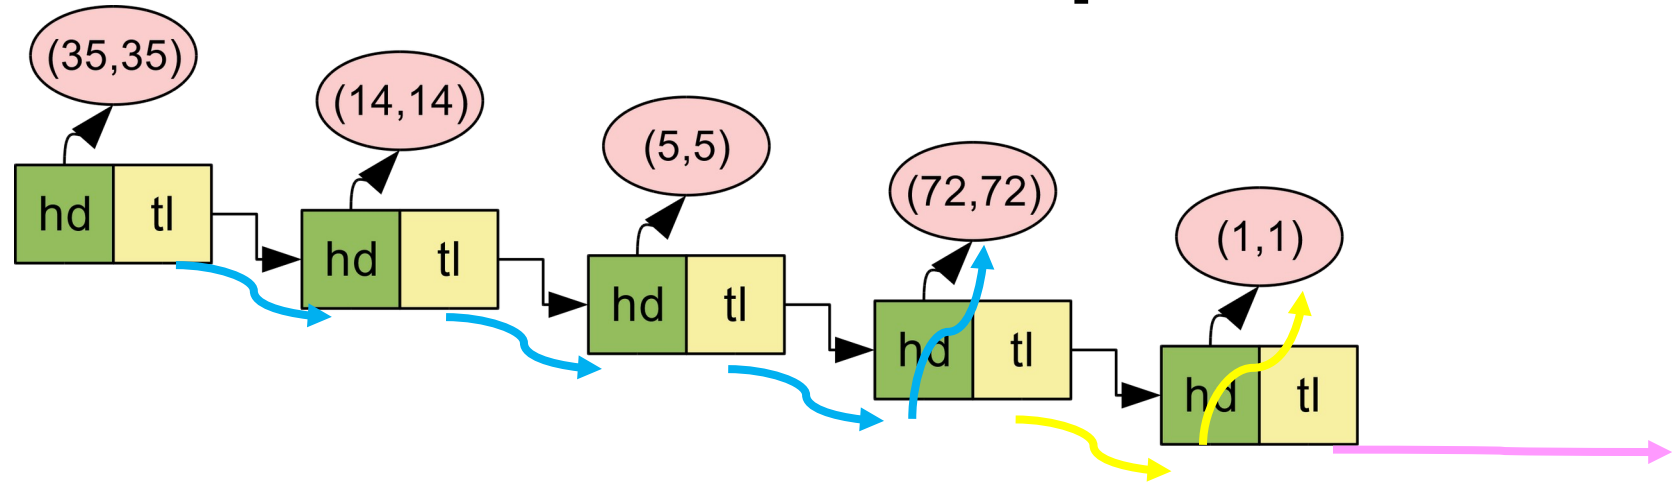 (35,35)
(14,14)
(5,5)
(72,72)
(1,1)
hd tl
hd tl
hd tl
hd tl
hd tl